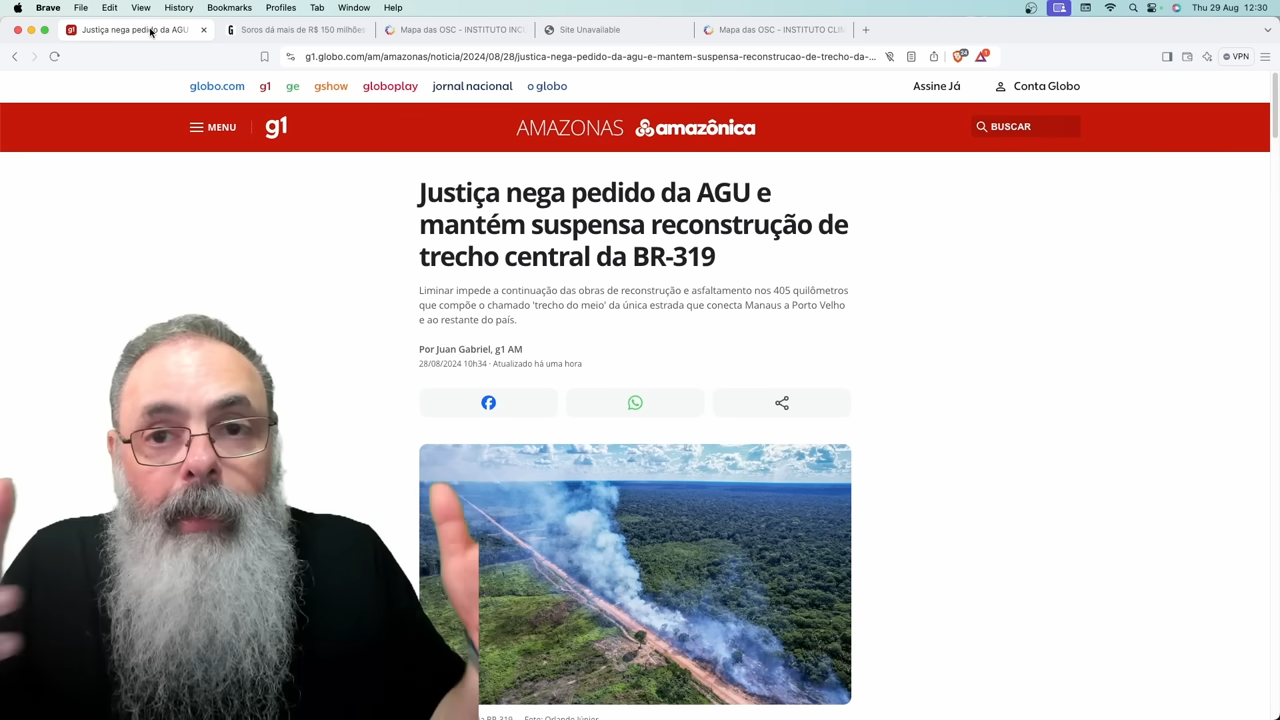 Brave File Edit View History Bookmarks Profiles Tab Window Help
Thu 29 Aug 12:30
Justiça nega pedido da AGU
Soros dá mais de R$ 150 milhões
Mapa das OSC - INSTITUTO INC
Site Unavailable
Mapa das OSC - INSTITUTO CLIM
g1.globo.com/am/amazonas/noticia/2024/08/28/justica-nega-pedido-da-agu-e-mantem-suspensa-reconstrucao-de-trecho-da-...
VPN
globo.com g1 ge gshow globoplay jornal nacional o globo
Assine Já
Conta Globo
MENU
g1
AMAZONAS amazônica
BUSCAR
Justiça nega pedido da AGU e
mantém suspensa reconstrução de
trecho central da BR-319
Liminar impede a continuação das obras de reconstrução e asfaltamento nos 405 quilômetros
que compõe o chamado 'trecho do meio' da única estrada que conecta Manaus a Porto Velho
e ao restante do país.
Por Juan Gabriel, g1 AM
28/08/2024 10h34 · Atualizado há uma hora
BR-319 — Foto: Orlando Júnior